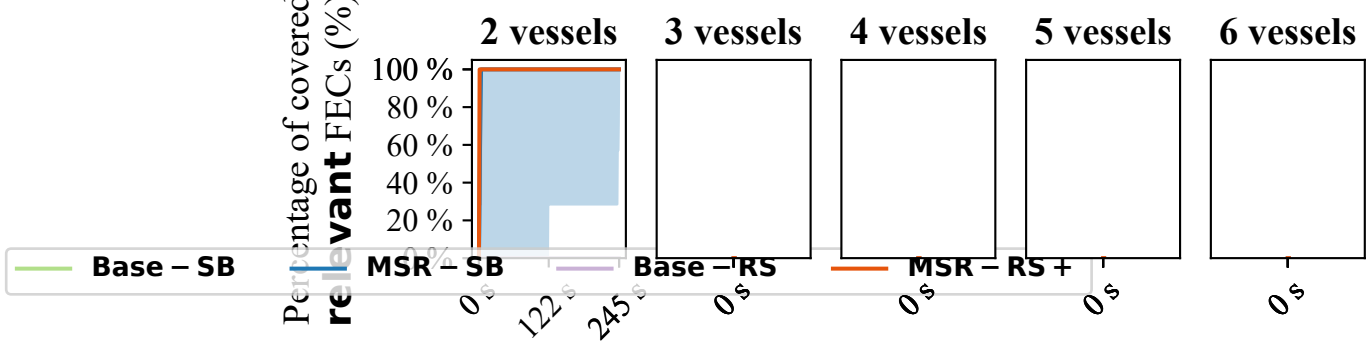 Percentage of covered
relevant FECs (%)
2 vessels
3 vessels
4 vessels
5 vessels
6 vessels
100 %
80 %
60 %
40 %
20 %
0 %
0 s
122 s
245 s
0 s
0 s
0 s
0 s
Base – SB
MSR – SB
Base – RS
MSR – RS +